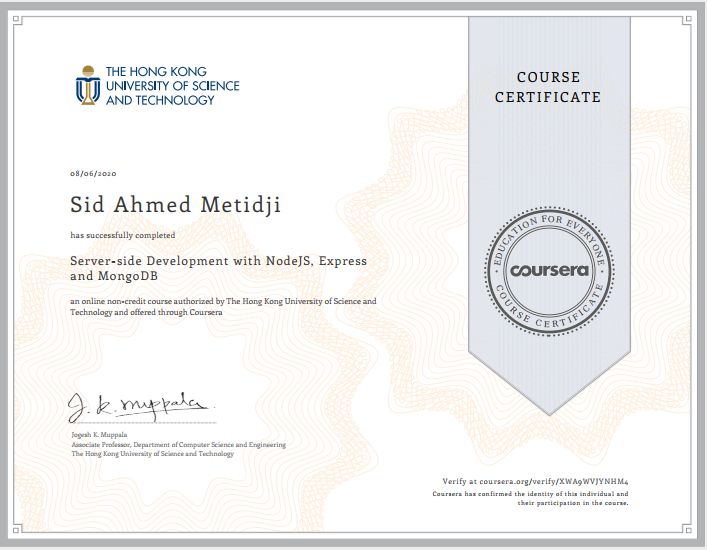 THE HONG KONG
UNIVERSITY OF SCIENCE
AND TECHNOLOGY
COURSE
CERTIFICATE
08/06/2020
Sid Ahmed Metidji
has successfully completed
Server-side Development with NodeJS, Express
and MongoDB
an online non-credit course authorized by The Hong Kong University of Science and
Technology and offered through Coursera
EDUCATION FOR EVERYONE
coursera
COURSE CERTIFICATE
J. K. Muppala
Jogesh K. Muppala
Associate Professor, Department of Computer Science and Engineering
The Hong Kong University of Science and Technology
Verify at coursera.org/verify/XWA9WVJYNHM4
Coursera has confirmed the identity of this individual and
their participation in the course.